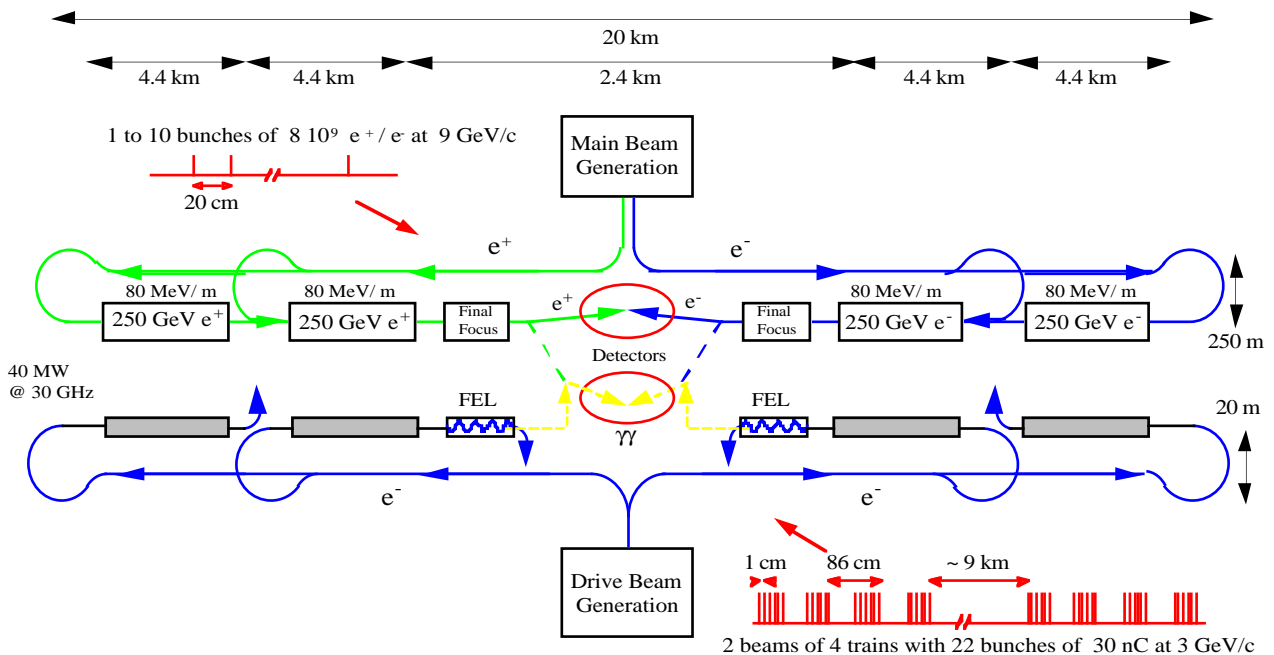 20 km
4.4 km 4.4 km 2.4 km 4.4 km 4.4 km
1 to 10 bunches of 8 10⁹ e⁺/ e⁻ at 9 GeV/c
20 cm
Main Beam
Generation
e⁺ e⁻
80 MeV/ m 80 MeV/ m 80 MeV/ m 80 MeV/ m
250 GeV e⁺ 250 GeV e⁺ Final Focus e⁺ e⁻ Final Focus 250 GeV e⁻ 250 GeV e⁻
250 m
Detectors
40 MW
@ 30 GHz
FEL FEL
20 m
γγ
e⁻ e⁻
Drive Beam
Generation
1 cm 86 cm ~ 9 km
2 beams of 4 trains with 22 bunches of 30 nC at 3 GeV/c